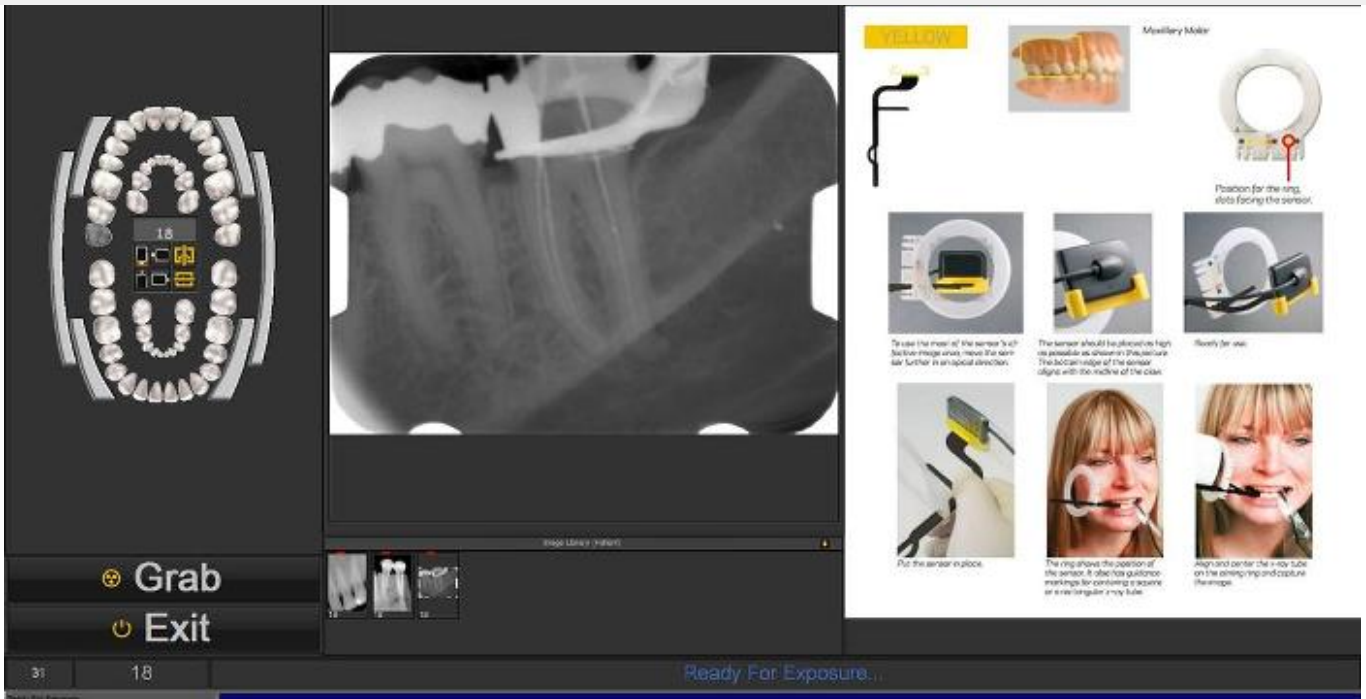 18
Grab
Exit
31
18
Ready For Exposure...
Image Library (Patient)
18
YELLOW
Maxillary Molar
Position for the ring,
dots facing the sensor.
To use the most of the sensor's ef-
fective image area, move the sen-
sor further in an apical direction.
The sensor should be placed as high
as possible as shown in this picture.
The bottom edge of the sensor
aligns with the midline of the claw.
Ready for use.
Put the sensor in place.
The ring shows the position of
the sensor. It also has guidance
markings for centering a square
or a rectangular x-ray tube.
Align and center the x-ray tube
on the aiming ring and capture
the image.